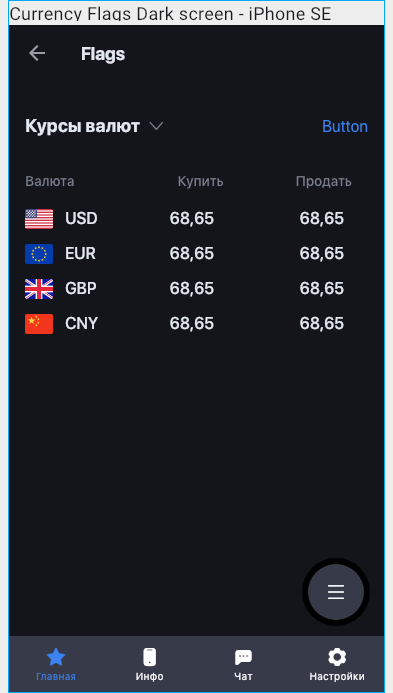 Currency Flags Dark screen - iPhone SE
Flags
Курсы валют Button
Валюта Купить Продать
USD 68,65 68,65
EUR 68,65 68,65
GBP 68,65 68,65
CNY 68,65 68,65
Главная Инфо Чат Настройки